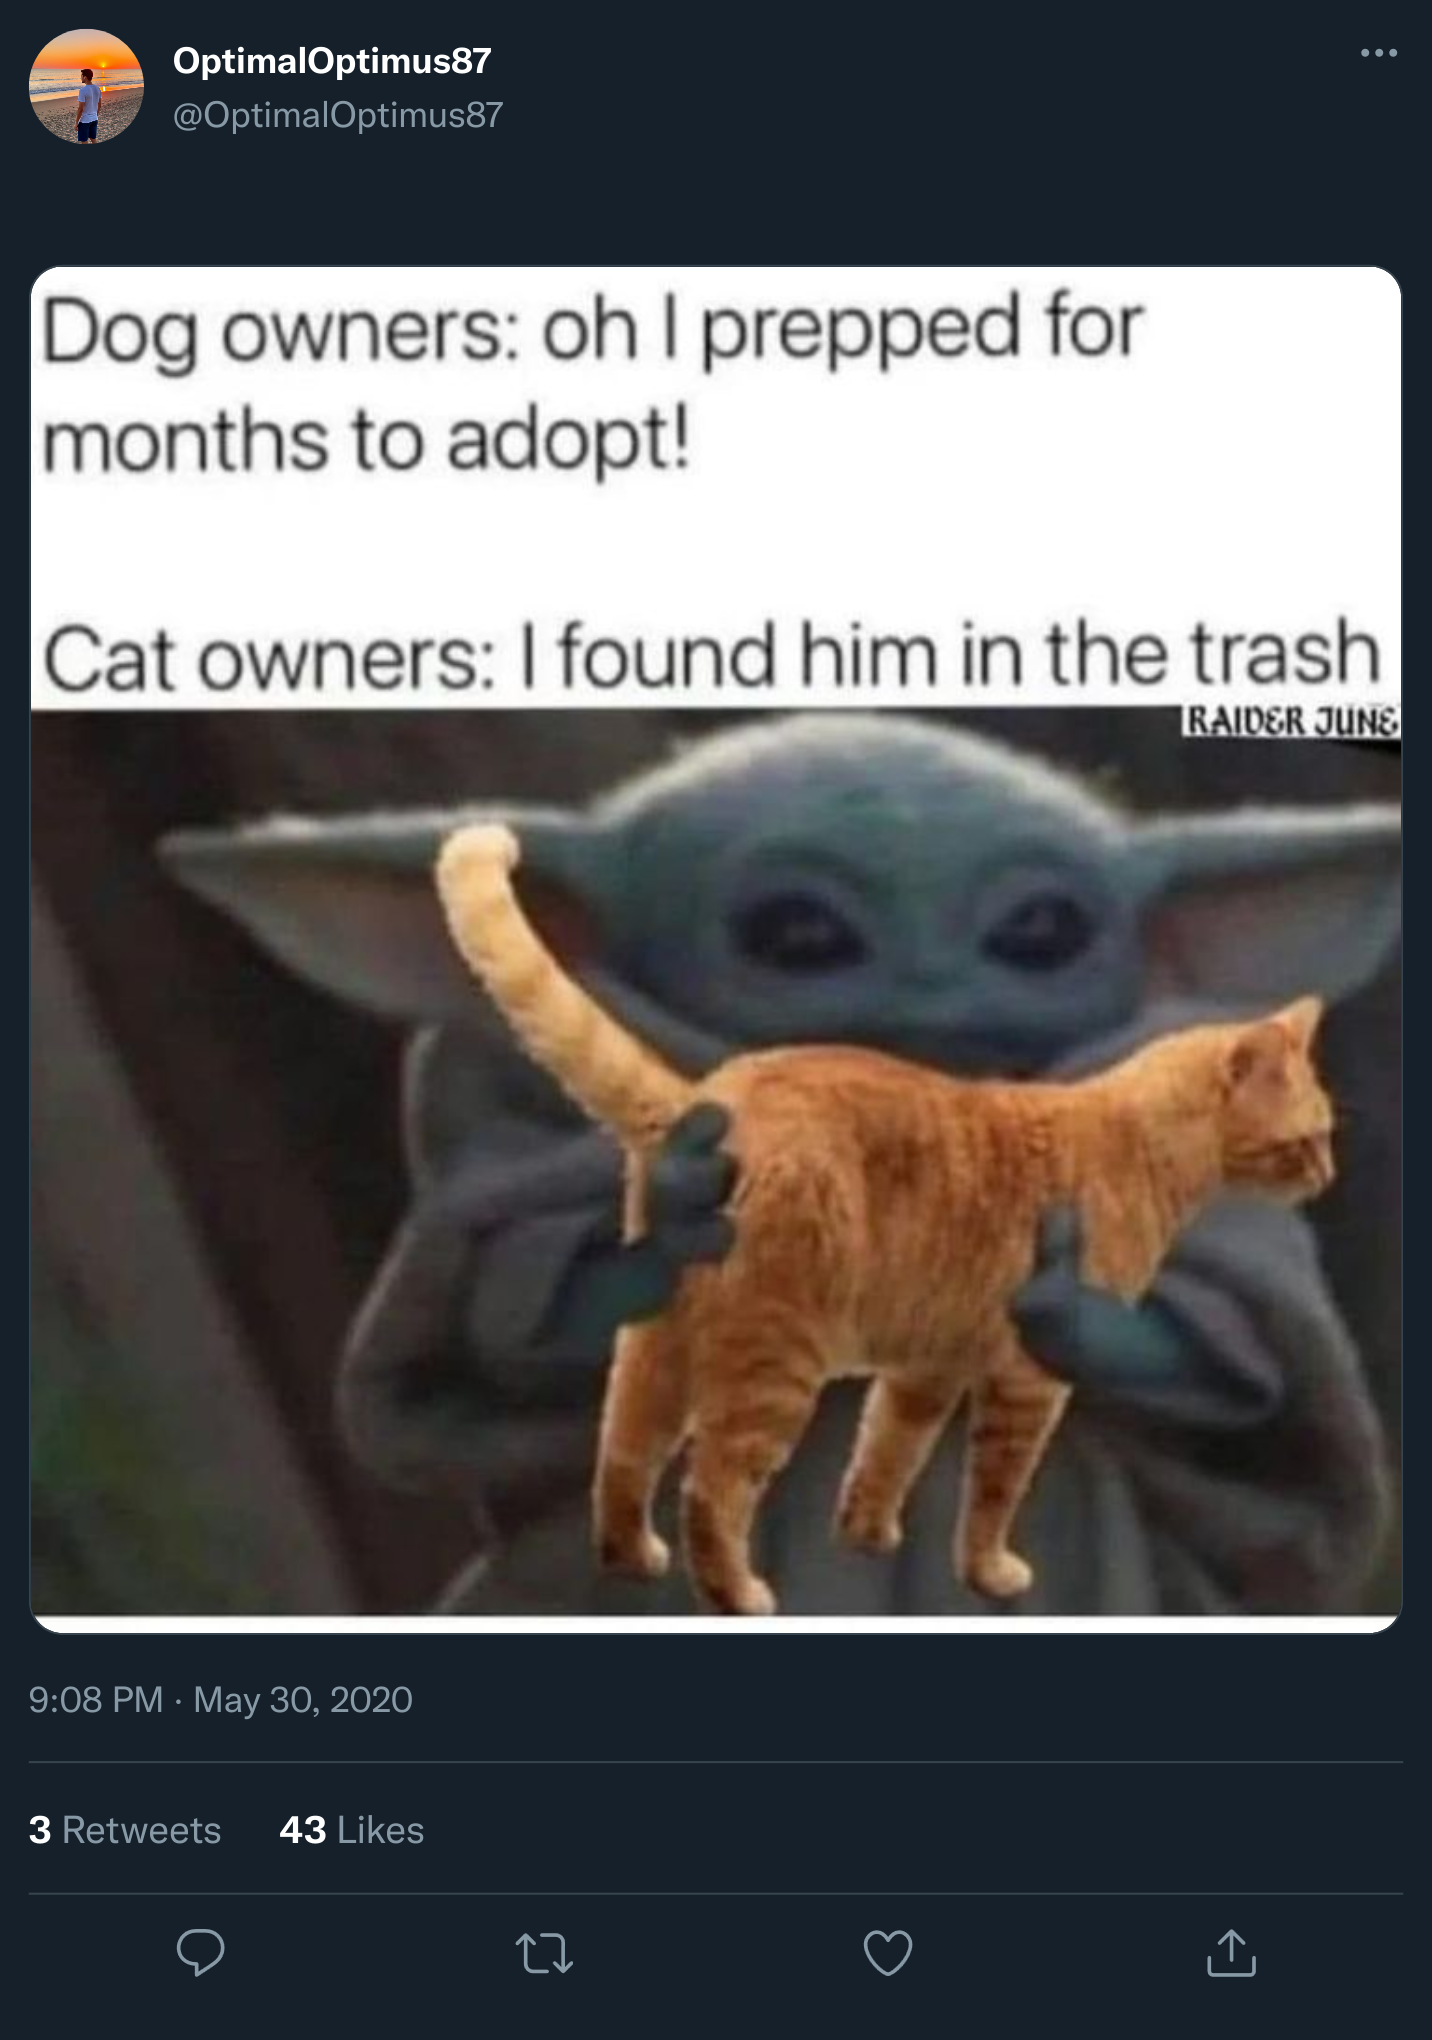 OptimalOptimus87
@OptimalOptimus87
Dog owners: oh I prepped for
months to adopt!
Cat owners: I found him in the trash
RAIDER JUNE
9:08 PM · May 30, 2020
3 Retweets 43 Likes